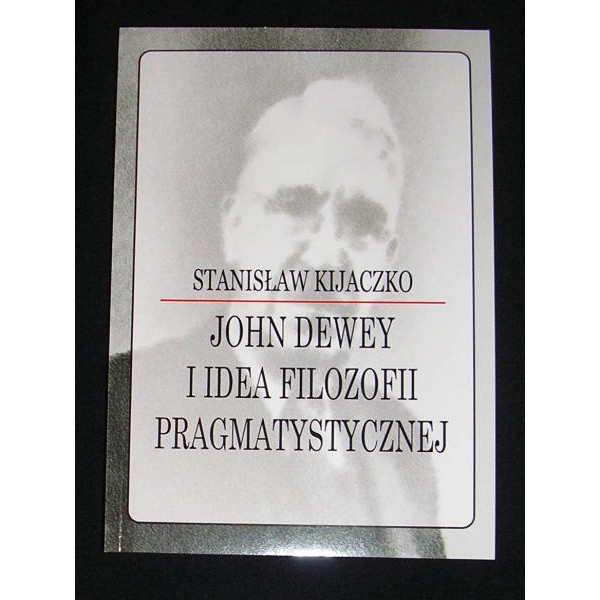 STANISŁAW KIJACZKO
JOHN DEWEY
I IDEA FILOZOFII
PRAGMATYSTYCZNEJ